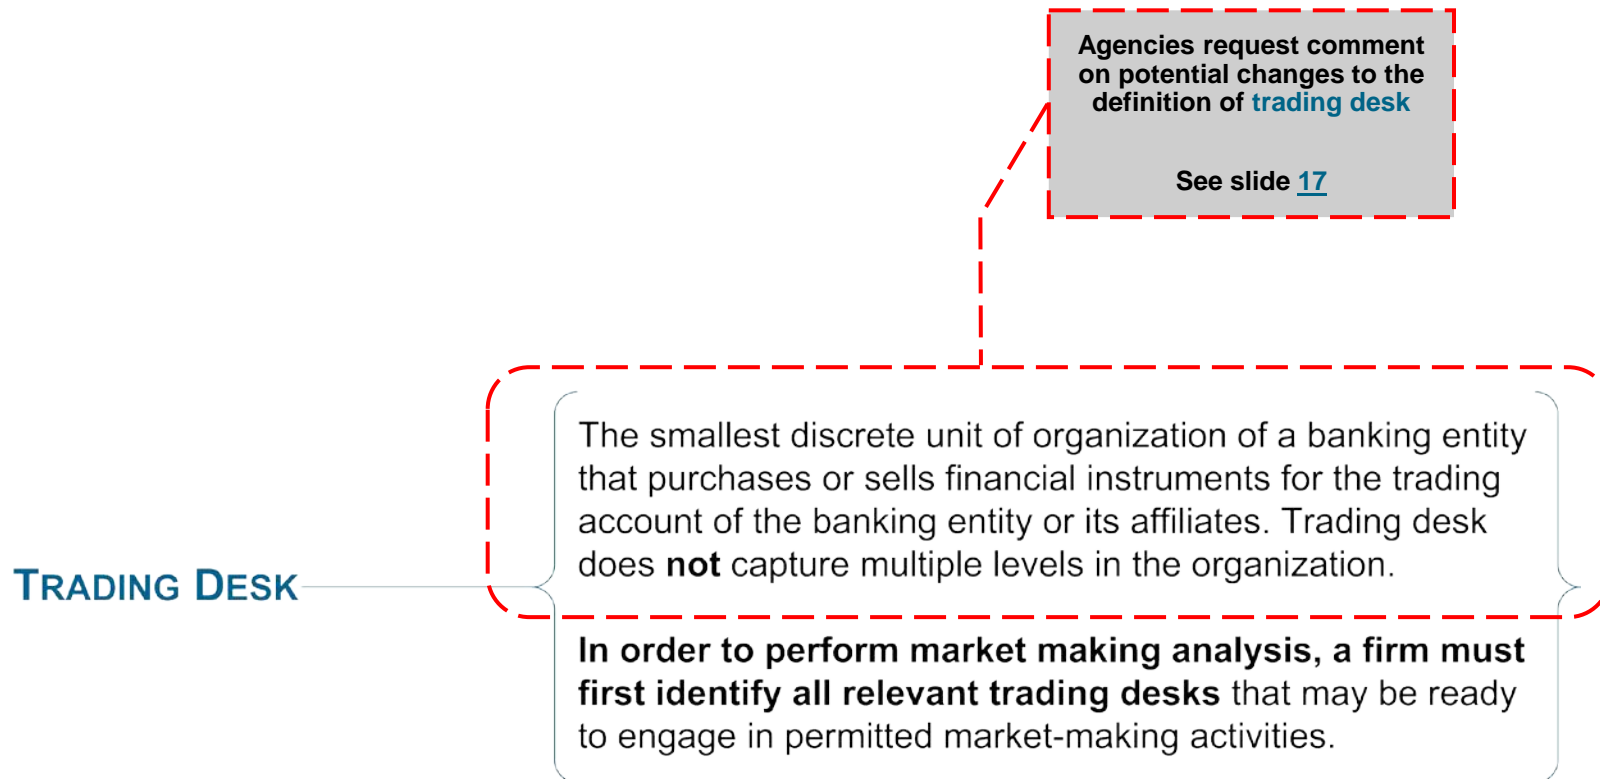 Agencies request comment
on potential changes to the
definition of trading desk
See slide 17
The smallest discrete unit of organization of a banking entity
that purchases or sells financial instruments for the trading
account of the banking entity or its affiliates. Trading desk
does not capture multiple levels in the organization.
TRADING DESK
In order to perform market making analysis, a firm must
first identify all relevant trading desks that may be ready
to engage in permitted market-making activities.